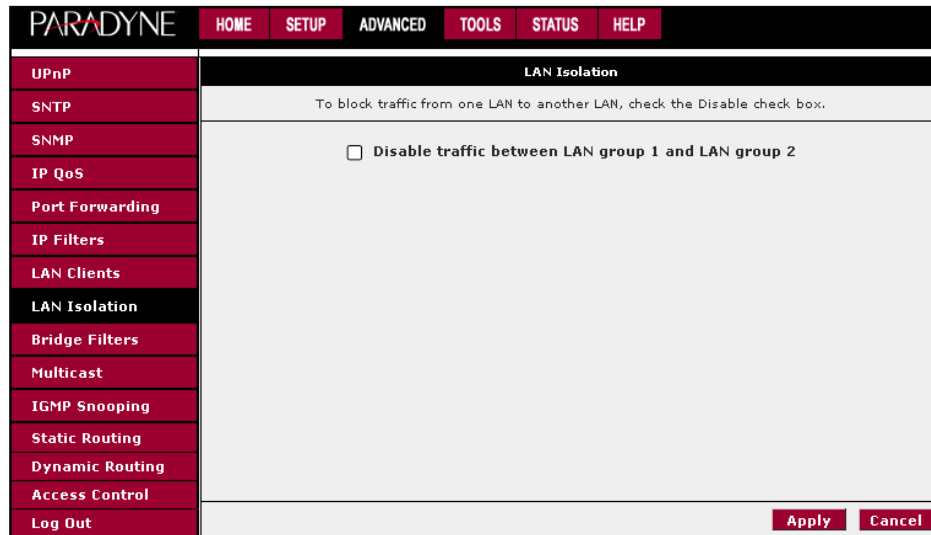 PARADYNE
HOME SETUP ADVANCED TOOLS STATUS HELP
UPnP
SNTP
SNMP
IP QoS
Port Forwarding
IP Filters
LAN Clients
LAN Isolation
Bridge Filters
Multicast
IGMP Snooping
Static Routing
Dynamic Routing
Access Control
Log Out
LAN Isolation
To block traffic from one LAN to another LAN, check the Disable check box.
Disable traffic between LAN group 1 and LAN group 2
Apply Cancel